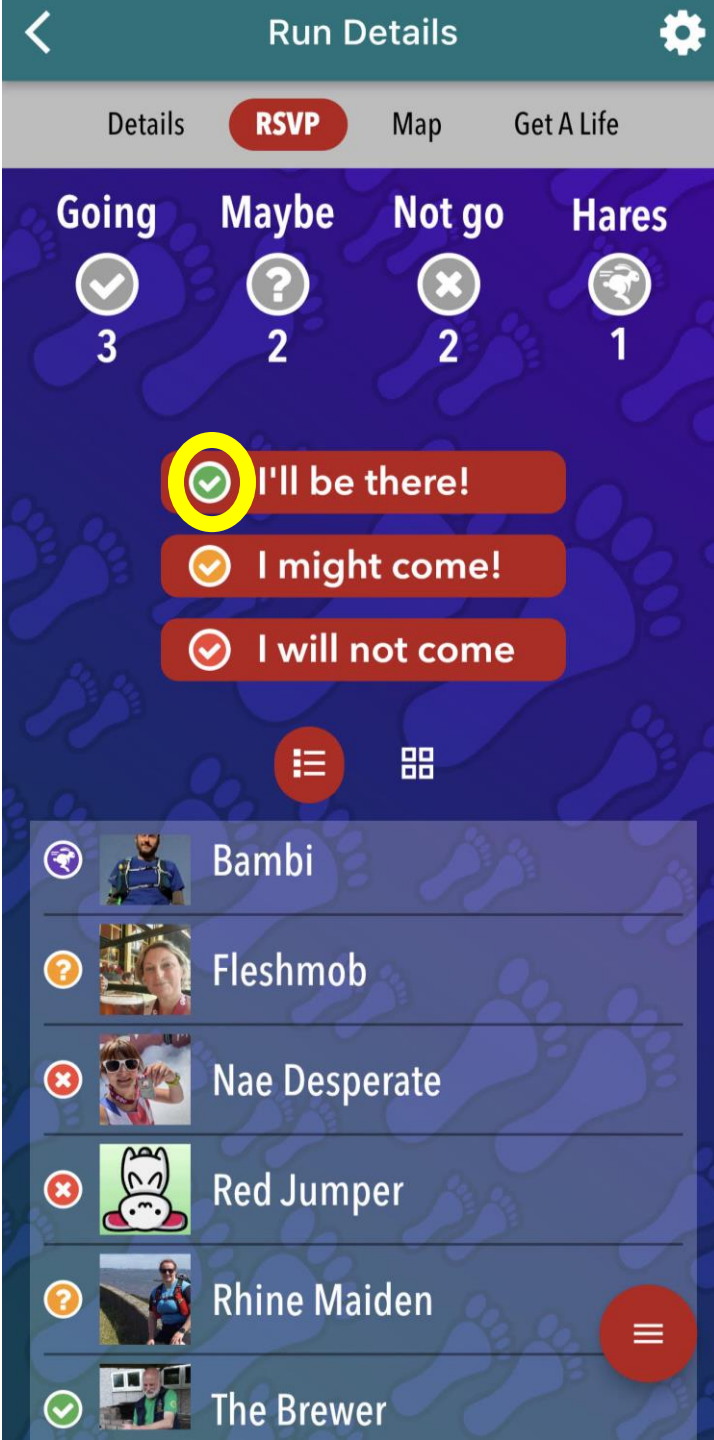 Run Details
Details RSVP Map Get A Life
Going Maybe Not go Hares
3 2 2 1
I'll be there!
I might come!
I will not come
Bambi
Fleshmob
Nae Desperate
Red Jumper
Rhine Maiden
The Brewer